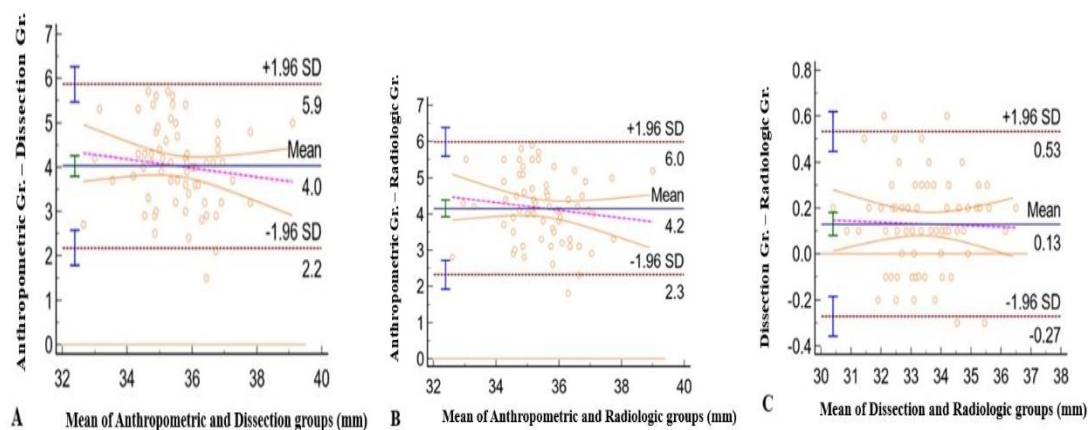 Anthropometric Gr. – Dissection Gr.
7
6
5
4
3
2
1
0
+1.96 SD
5.9
Mean
4.0
-1.96 SD
2.2
32
34
36
38
40
A
Mean of Anthropometric and Dissection groups (mm)
Anthropometric Gr. – Radiologic Gr.
7
6
5
4
3
2
1
0
+1.96 SD
6.0
Mean
4.2
-1.96 SD
2.3
32
34
36
38
40
B
Mean of Anthropometric and Radiologic groups (mm)
Dissection Gr. – Radiologic Gr.
0.8
0.6
0.4
0.2
0.0
-0.2
-0.4
+1.96 SD
0.53
Mean
0.13
-1.96 SD
-0.27
30
31
32
33
34
35
36
37
38
C
Mean of Dissection and Radiologic groups (mm)